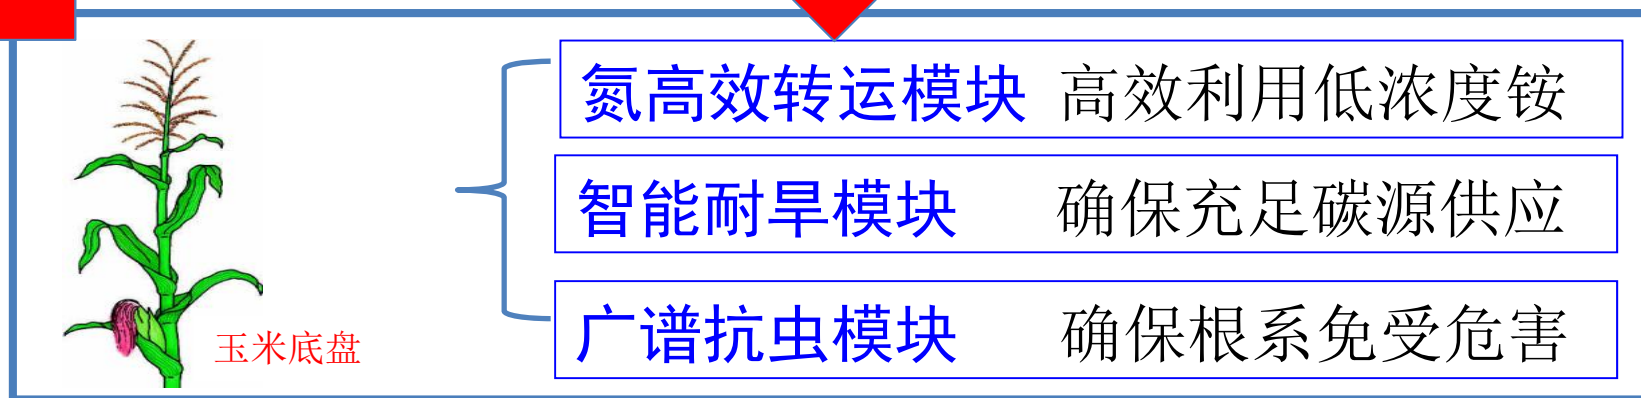 氮高效转运模块 高效利用低浓度铵
智能耐旱模块 确保充足碳源供应
广谱抗虫模块 确保根系免受危害
玉米底盘